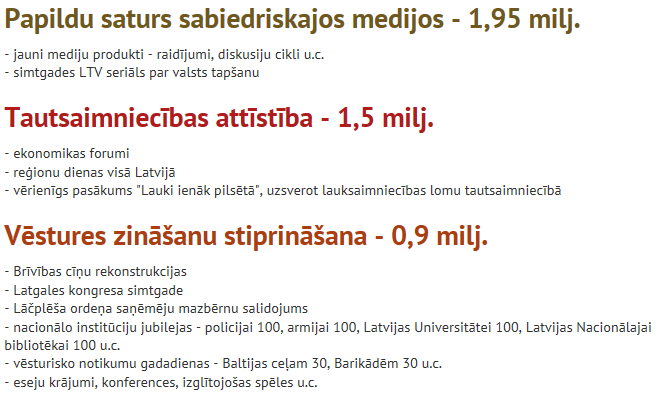 Papildu saturs sabiedriskajos medijos - 1,95 milj.
- jauni mediju produkti - raidījumi, diskusiju cikli u.c.
- simtgades LTV seriāls par valsts tapšanu
Tautsaimniecības attīstība - 1,5 milj.
- ekonomikas forumi
- reģionu dienas visā Latvijā
- vērienīgs pasākums "Lauki ienāk pilsētā", uzsverot lauksaimniecības lomu tautsaimniecībā
Vēstures zināšanu stiprināšana - 0,9 milj.
- Brīvības cīņu rekonstrukcijas
- Latgales kongresa simtgade
- Lāčplēša ordeņa saņēmēju mazbērnu salidojums
- nacionālo institūciju jubilejas - policijai 100, armijai 100, Latvijas Universitātei 100, Latvijas Nacionālajai
bibliotēkai 100 u.c.
- vēsturisko notikumu gadadienas - Baltijas ceļam 30, Barikādēm 30 u.c.
- eseju krājumi, konferences, izglītojošas spēles u.c.